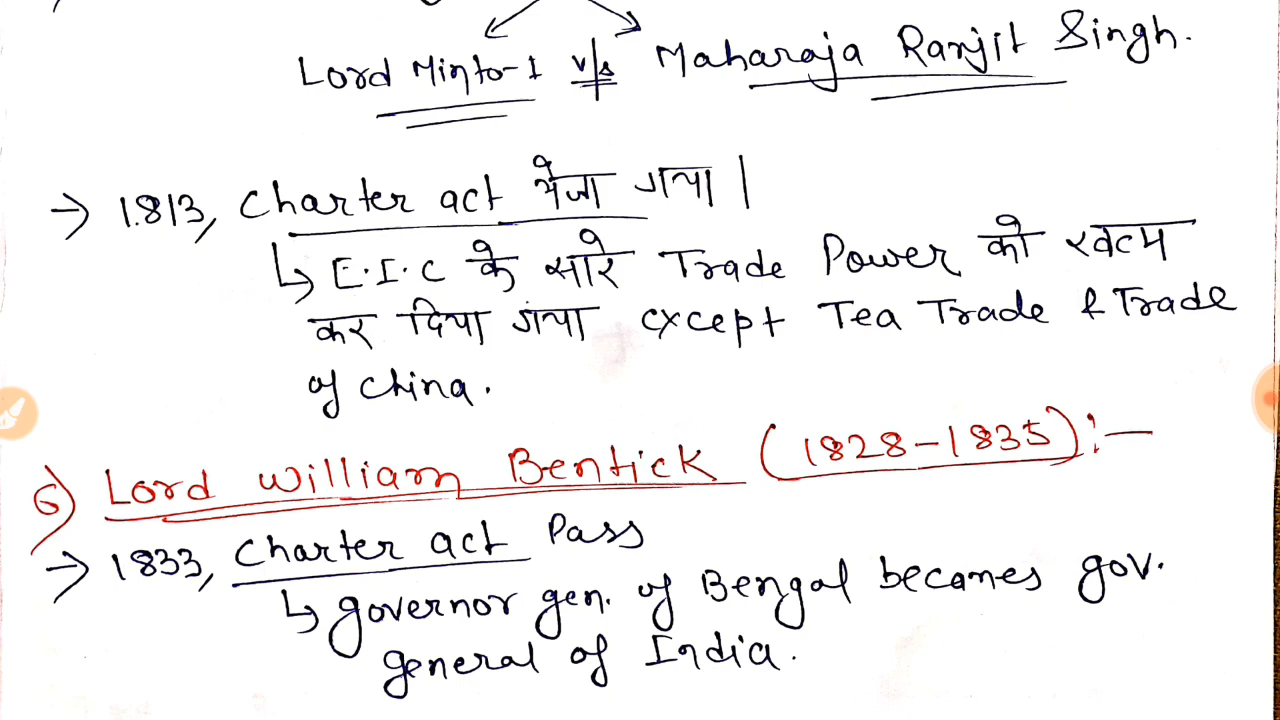 Lord Minto-I v/s Maharaja Ranjit Singh.
→ 1813, Charter act भेजा गया |
↳ E.I.C के सारे Trade Power को खत्म
कर दिया गया except Tea Trade & Trade
of China.
6) Lord William Bentick (1828-1835):-
→ 1833, Charter act Pass
↳ governor gen. of Bengal becomes gov.
general of India.